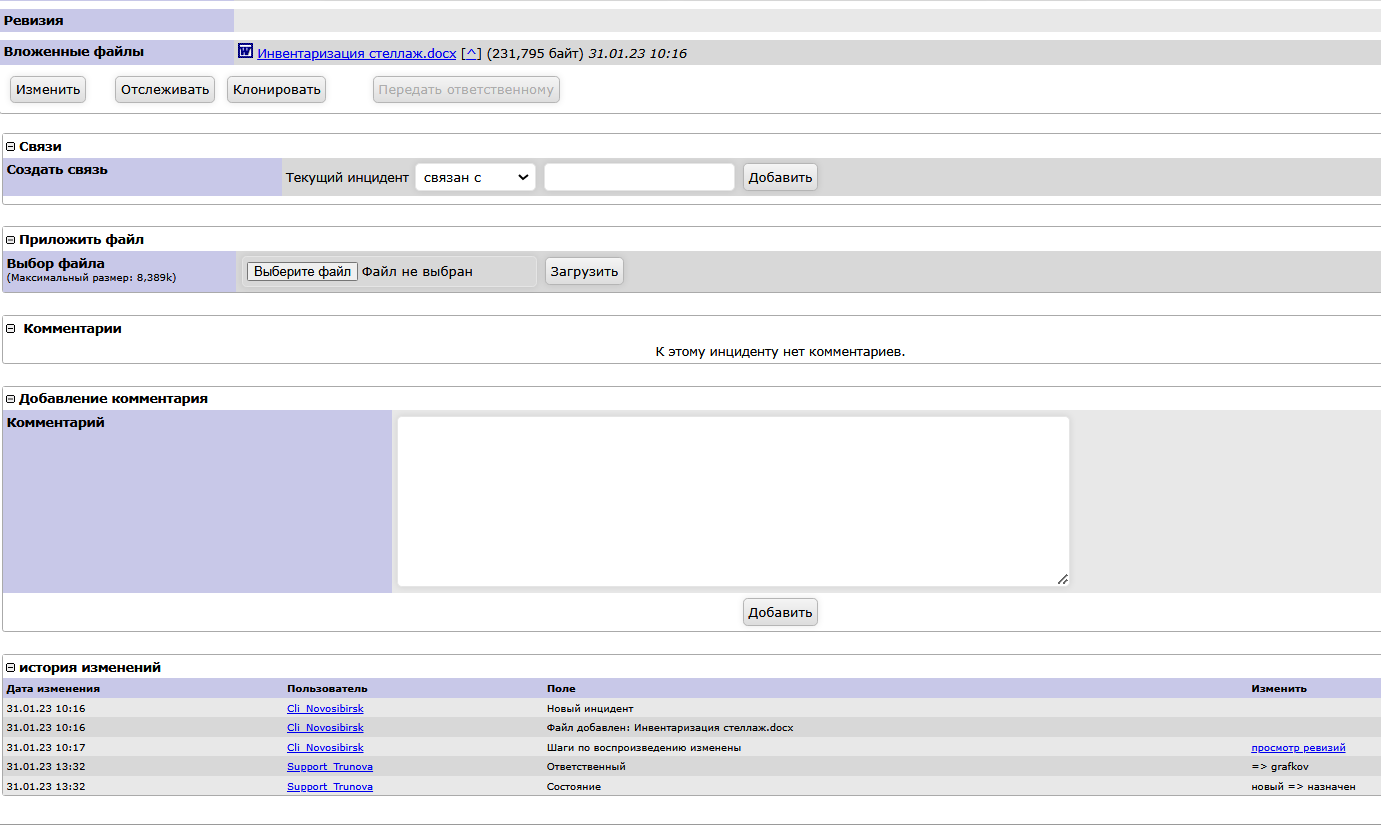 Ревизия
Вложенные файлы Инвентаризация стеллаж.docx [^] (231,795 байт) 31.01.23 10:16
Изменить Отслеживать Клонировать Передать ответственному
Связи
Создать связь Текущий инцидент связан с Добавить
Приложить файл
Выбор файла
(Максимальный размер: 8,389k) Выберите файл Файл не выбран Загрузить
Комментарии
К этому инциденту нет комментариев.
Добавление комментария
Комментарий
Добавить
история изменений
Дата изменения Пользователь Поле Изменить
31.01.23 10:16 Cli_Novosibirsk Новый инцидент
31.01.23 10:16 Cli_Novosibirsk Файл добавлен: Инвентаризация стеллаж.docx
31.01.23 10:17 Cli_Novosibirsk Шаги по воспроизведению изменены просмотр ревизий
31.01.23 13:32 Support_Trunova Ответственный => grafkov
31.01.23 13:32 Support_Trunova Состояние новый => назначен